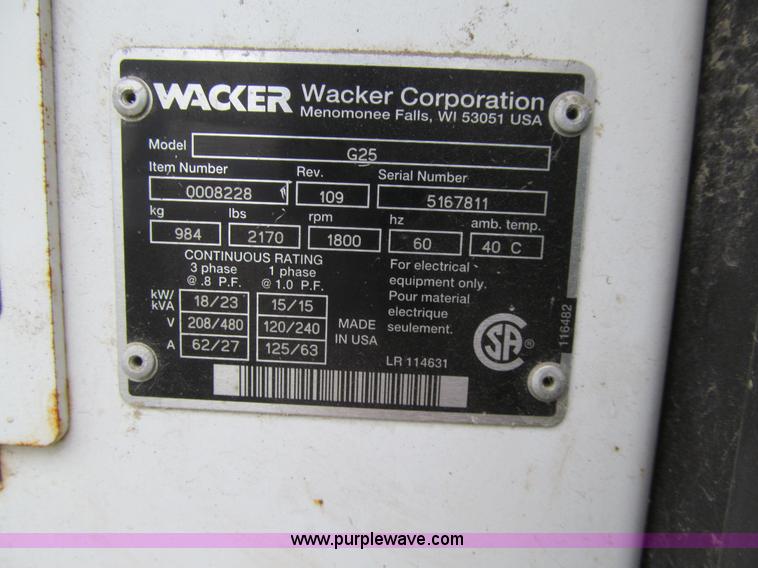 WACKER Wacker Corporation
Menomonee Falls, WI 53051 USA
Model G25
Item Number Rev. Serial Number
0008228 109 5167811
kg lbs rpm hz amb. temp.
984 2170 1800 60 40 C
CONTINUOUS RATING
3 phase 1 phase
@ .8 P.F. @ 1.0 P.F.
kW/kVA 18/23 15/15
V 208/480 120/240
A 62/27 125/63
MADE
IN USA
For electrical
equipment only.
Pour material
electrique
seulement.
SA ®
LR 114631
116482
www.purplewave.com